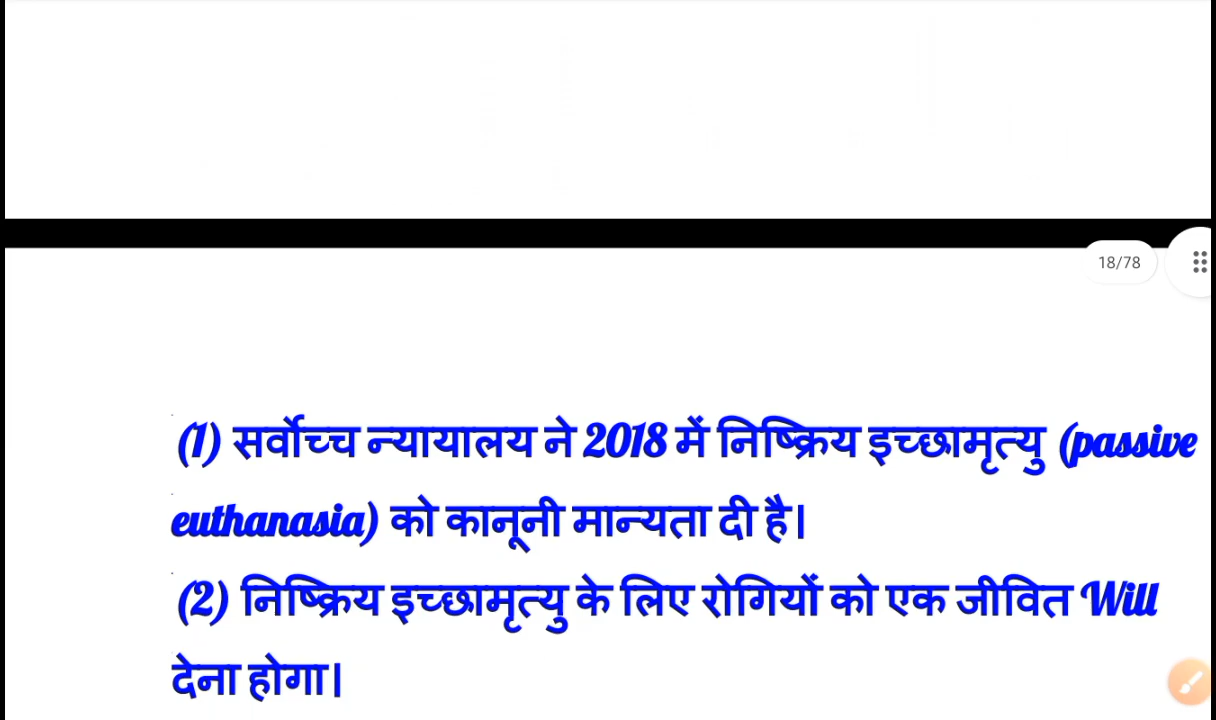 18/78
(1) सर्वोच्च न्यायालय ने 2018 में निष्क्रिय इच्छामृत्यु (passive
euthanasia) को कानूनी मान्यता दी है।
(2) निष्क्रिय इच्छामृत्यु के लिए रोगियों को एक जीवित Will
देना होगा।